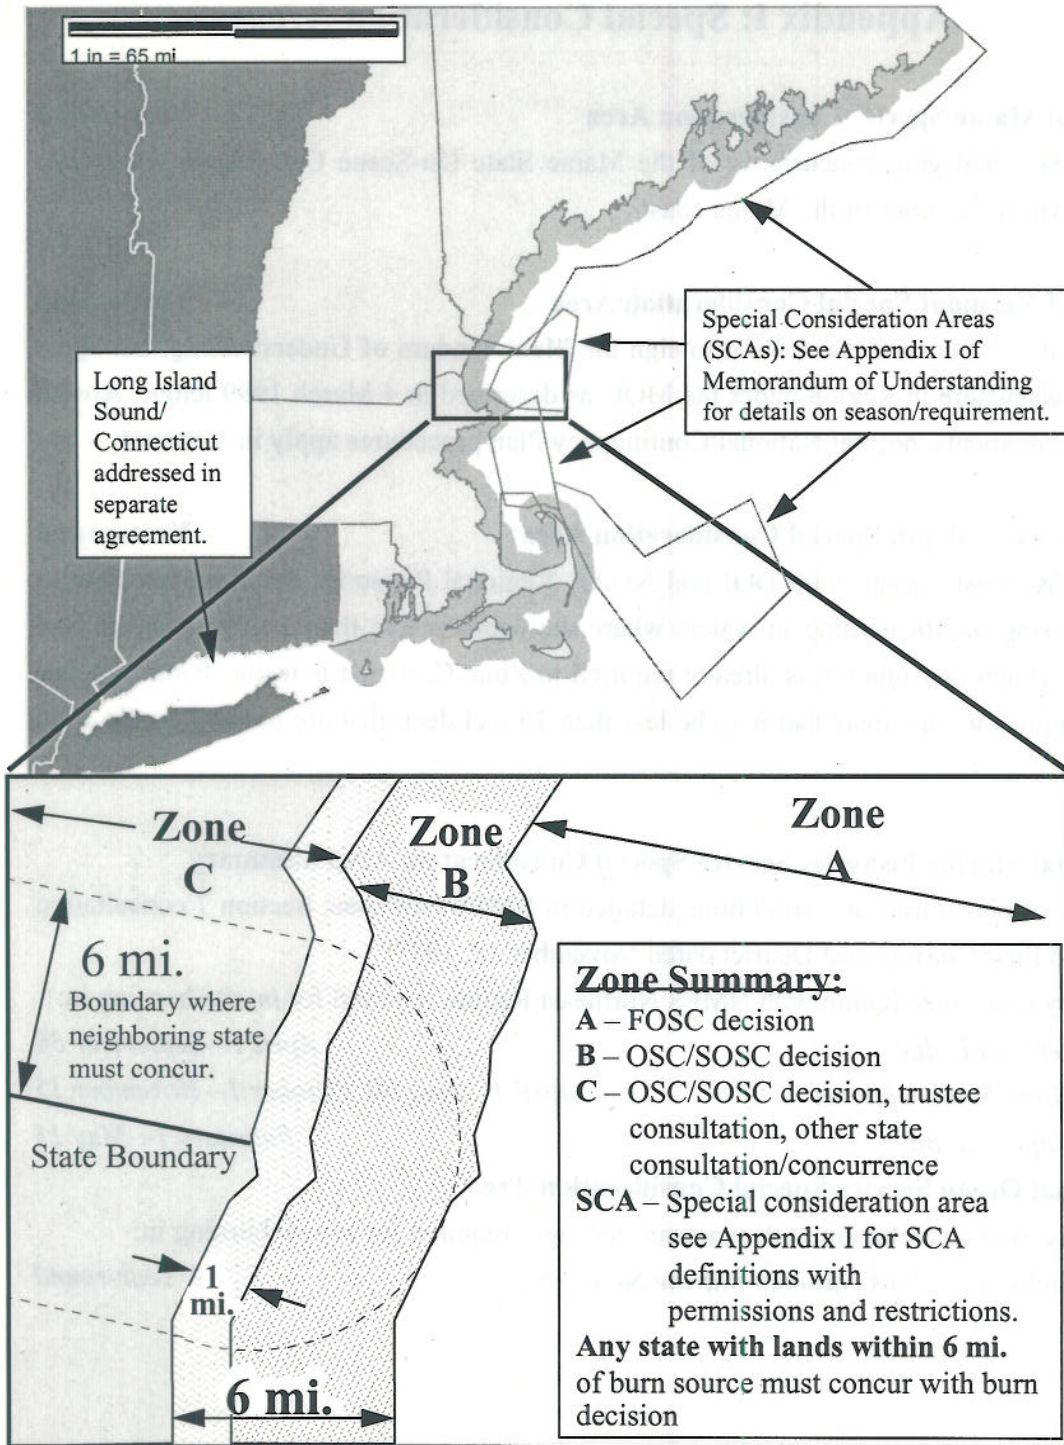 1 in = 65 mi
Special Consideration Areas
(SCAs): See Appendix I of
Memorandum of Understanding
for details on season/requirement.
Long Island
Sound/
Connecticut
addressed in
separate
agreement.
Zone
C
Zone
B
Zone
A
6 mi.
Boundary where
neighboring state
must concur.
State Boundary
1
mi.
6 mi.
Zone Summary:
A – FOSC decision
B – OSC/SOSC decision
C – OSC/SOSC decision, trustee
consultation, other state
consultation/concurrence
SCA – Special consideration area
see Appendix I for SCA
definitions with
permissions and restrictions.
Any state with lands within 6 mi.
of burn source must concur with burn
decision